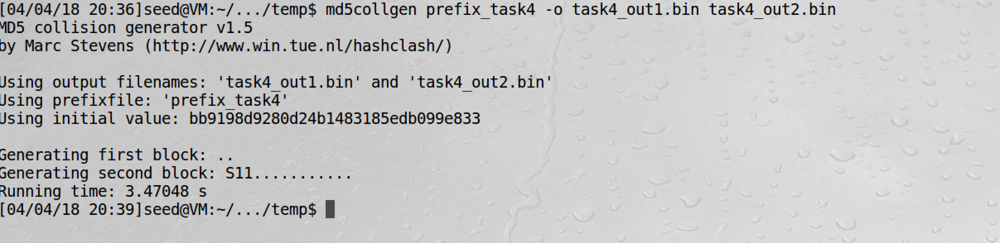 [04/04/18 20:36]seed@VM:~/.../temp$ md5collgen prefix_task4 -o task4_out1.bin task4_out2.bin
MD5 collision generator v1.5
by Marc Stevens (http://www.win.tue.nl/hashclash/)
Using output filenames: 'task4_out1.bin' and 'task4_out2.bin'
Using prefixfile: 'prefix_task4'
Using initial value: bb9198d9280d24b1483185edb099e833
Generating first block: ..
Generating second block: S11...........
Running time: 3.47048 s
[04/04/18 20:39]seed@VM:~/.../temp$